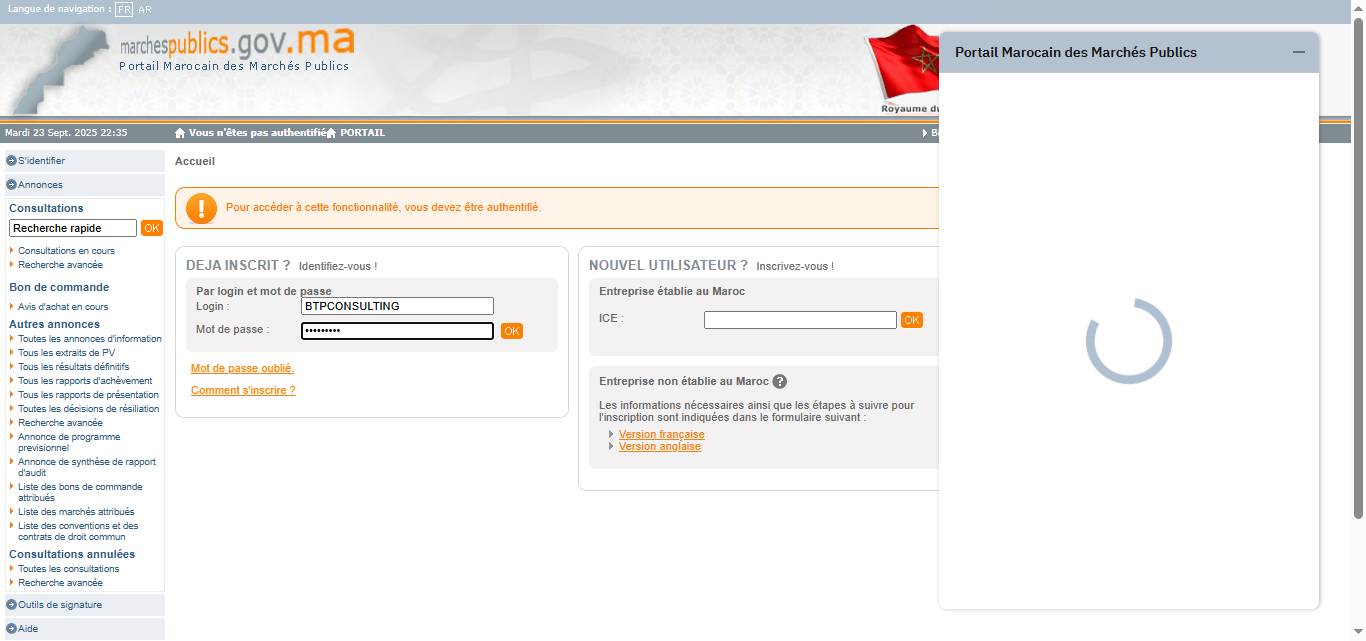 Langue de navigation : FR AR
marchespublics.gov.ma
Portail Marocain des Marchés Publics
Royaume du
Mardi 23 Sept. 2025 22:35
Vous n'êtes pas authentifié PORTAIL
Portail Marocain des Marchés Publics
S'identifier
Annonces
Consultations
Recherche rapide OK
Consultations en cours
Recherche avancée
Bon de commande
Avis d'achat en cours
Autres annonces
Toutes les annonces d'information
Tous les extraits de PV
Tous les résultats définitifs
Tous les rapports d'achèvement
Tous les rapports de présentation
Toutes les décisions de résiliation
Recherche avancée
Annonce de programme
previsionnel
Annonce de synthèse de rapport
d'audit
Liste des bons de commande
attribués
Liste des marchés attribués
Liste des conventions et des
contrats de droit commun
Consultations annulées
Toutes les consultations
Recherche avancée
Outils de signature
Aide
Accueil
Pour accéder à cette fonctionnalité, vous devez être authentifié.
DEJA INSCRIT ? Identifiez-vous !
Par login et mot de passe
Login : BTPCONSULTING
Mot de passe : ••••••••• OK
Mot de passe oublié.
Comment s'inscrire ?
NOUVEL UTILISATEUR ? Inscrivez-vous !
Entreprise établie au Maroc
ICE : OK
Entreprise non établie au Maroc ?
Les informations nécessaires ainsi que les étapes à suivre pour
l'inscription sont indiquées dans le formulaire suivant :
Version française
Version anglaise